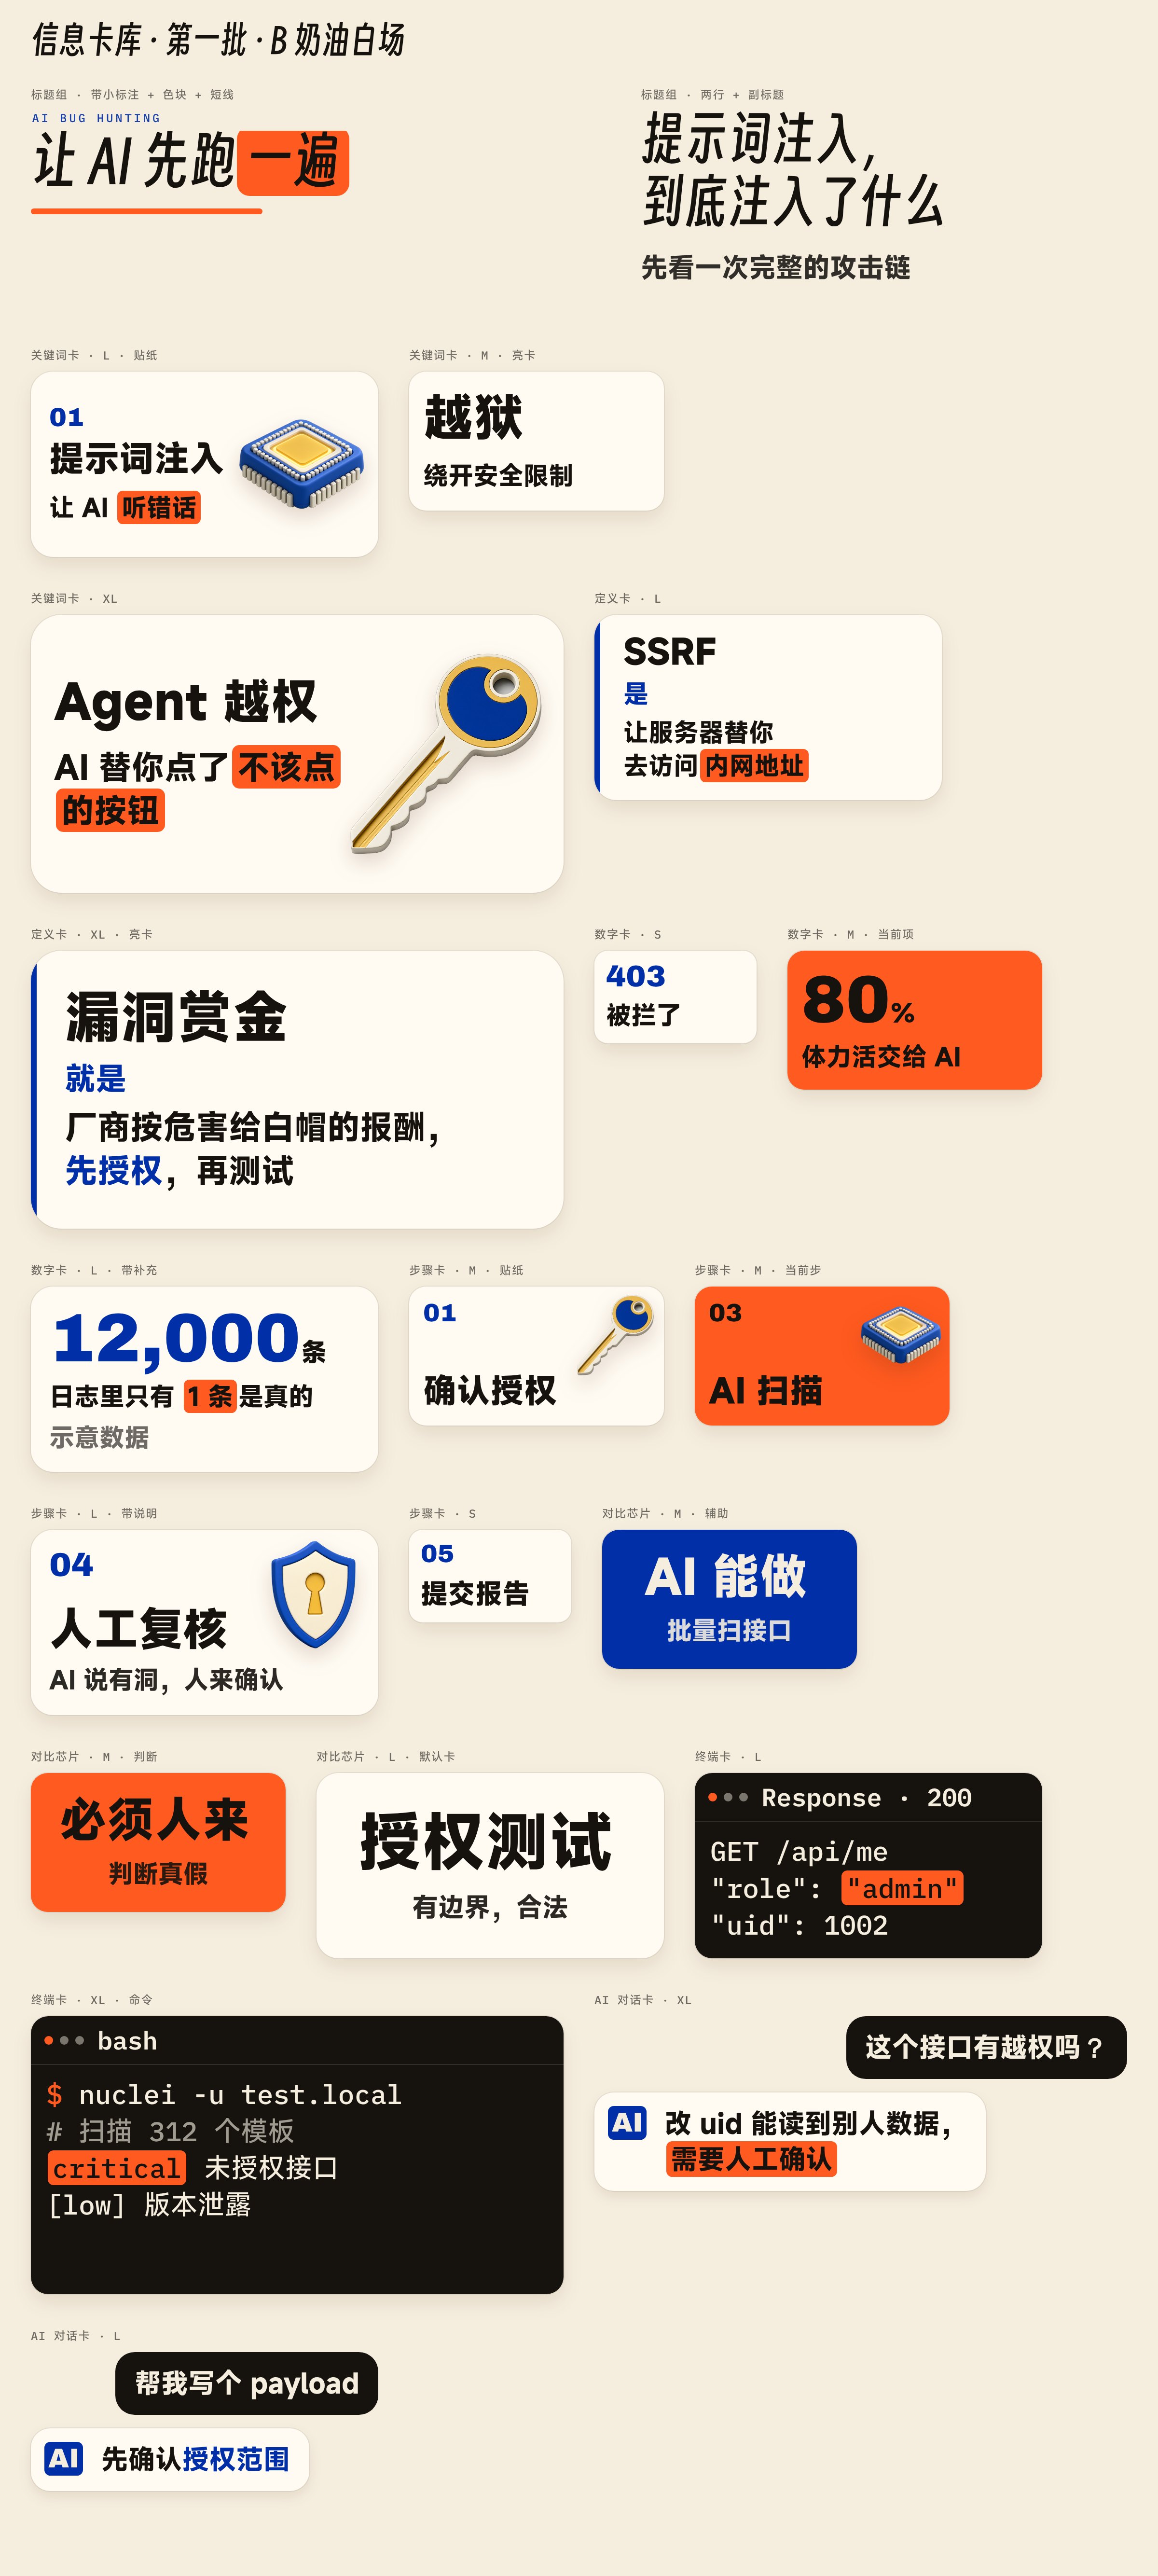 信息卡库 · 第一批 · B 奶油白场
标题组 · 带小标注 + 色块 + 短线
AI BUG HUNTING
让 AI 先跑一遍
标题组 · 两行 + 副标题
提示词注入，
到底注入了什么
先看一次完整的攻击链
关键词卡 · L · 贴纸
01
提示词注入
让 AI 听错话
关键词卡 · M · 亮卡
越狱
绕开安全限制
关键词卡 · XL
Agent 越权
AI 替你点了不该点
的按钮
定义卡 · L
SSRF
是
让服务器替你
去访问内网地址
定义卡 · XL · 亮卡
漏洞赏金
就是
厂商按危害给白帽的报酬，
先授权，再测试
数字卡 · S
403
被拦了
数字卡 · M · 当前项
80%
体力活交给 AI
数字卡 · L · 带补充
12,000条
日志里只有 1 条是真的
示意数据
步骤卡 · M · 贴纸
01
确认授权
步骤卡 · M · 当前步
03
AI 扫描
步骤卡 · L · 带说明
04
人工复核
AI 说有洞，人来确认
步骤卡 · S
05
提交报告
对比芯片 · M · 辅助
AI 能做
批量扫接口
对比芯片 · M · 判断
必须人来
判断真假
对比芯片 · L · 默认卡
授权测试
有边界，合法
终端卡 · L
Response · 200
GET /api/me
"role": "admin"
"uid": 1002
终端卡 · XL · 命令
bash
$ nuclei -u test.local
# 扫描 312 个模板
critical 未授权接口
[low] 版本泄露
AI 对话卡 · XL
这个接口有越权吗？
AI
改 uid 能读到别人数据，
需要人工确认
AI 对话卡 · L
帮我写个 payload
AI
先确认授权范围